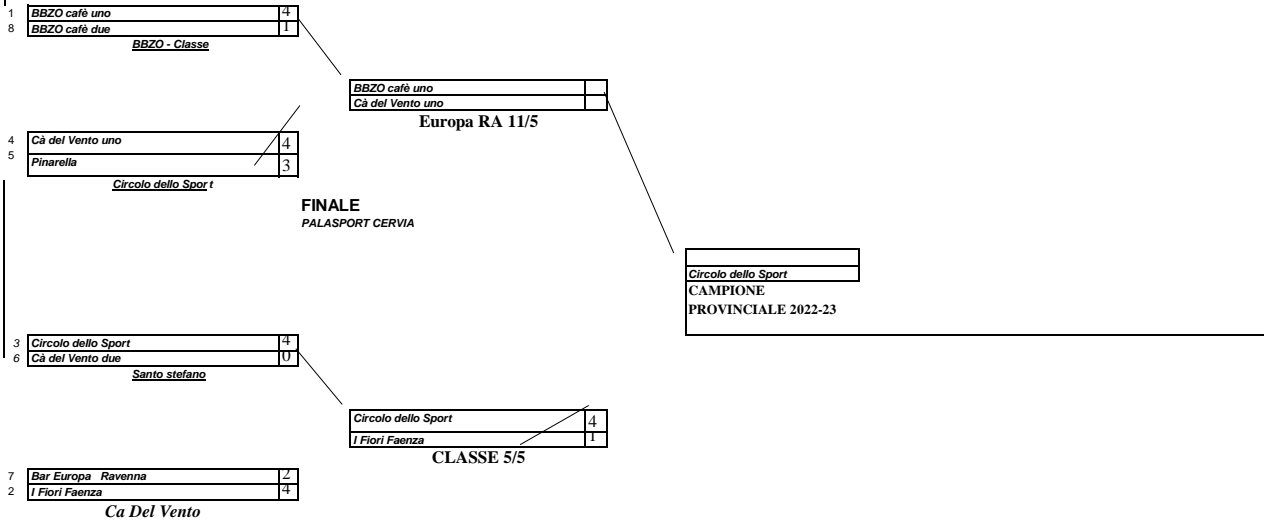 1 BBZO cafè uno 4
8 BBZO cafè due 1
BBZO - Classe
BBZO cafè uno
Cà del Vento uno
Europa RA 11/5
4 Cà del Vento uno 4
5 Pinarella 3
Circolo dello Sport
FINALE
PALASPORT CERVIA
Circolo dello Sport
CAMPIONE
PROVINCIALE 2022-23
3 Circolo dello Sport 4
6 Cà del Vento due 0
Santo stefano
Circolo dello Sport 4
I Fiori Faenza 1
CLASSE 5/5
7 Bar Europa Ravenna 2
2 I Fiori Faenza 4
Ca Del Vento